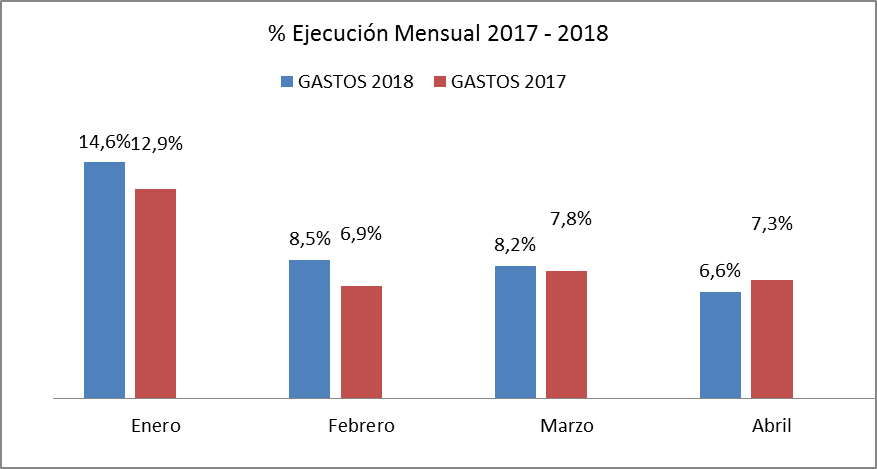 % Ejecución Mensual 2017 - 2018
GASTOS 2018 GASTOS 2017
14,6% 12,9%
8,5% 6,9%
8,2% 7,8%
6,6% 7,3%
Enero Febrero Marzo Abril